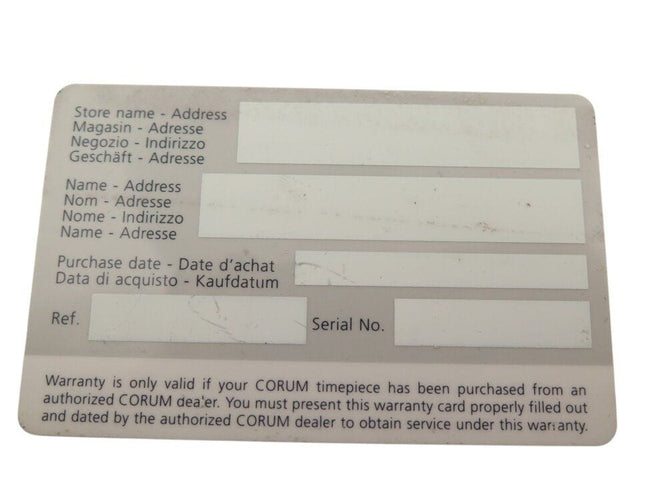 Store name - Address
Magasin - Adresse
Negozio - Indirizzo
Geschäft - Adresse
Name - Address
Nom - Adresse
Nome - Indirizzo
Name - Adresse
Purchase date - Date d'achat
Data di acquisto - Kaufdatum
Ref.
Serial No.
Warranty is only valid if your CORUM timepiece has been purchased from an
authorized CORUM dealer. You must present this warranty card properly filled out
and dated by the authorized CORUM dealer to obtain service under this warranty.